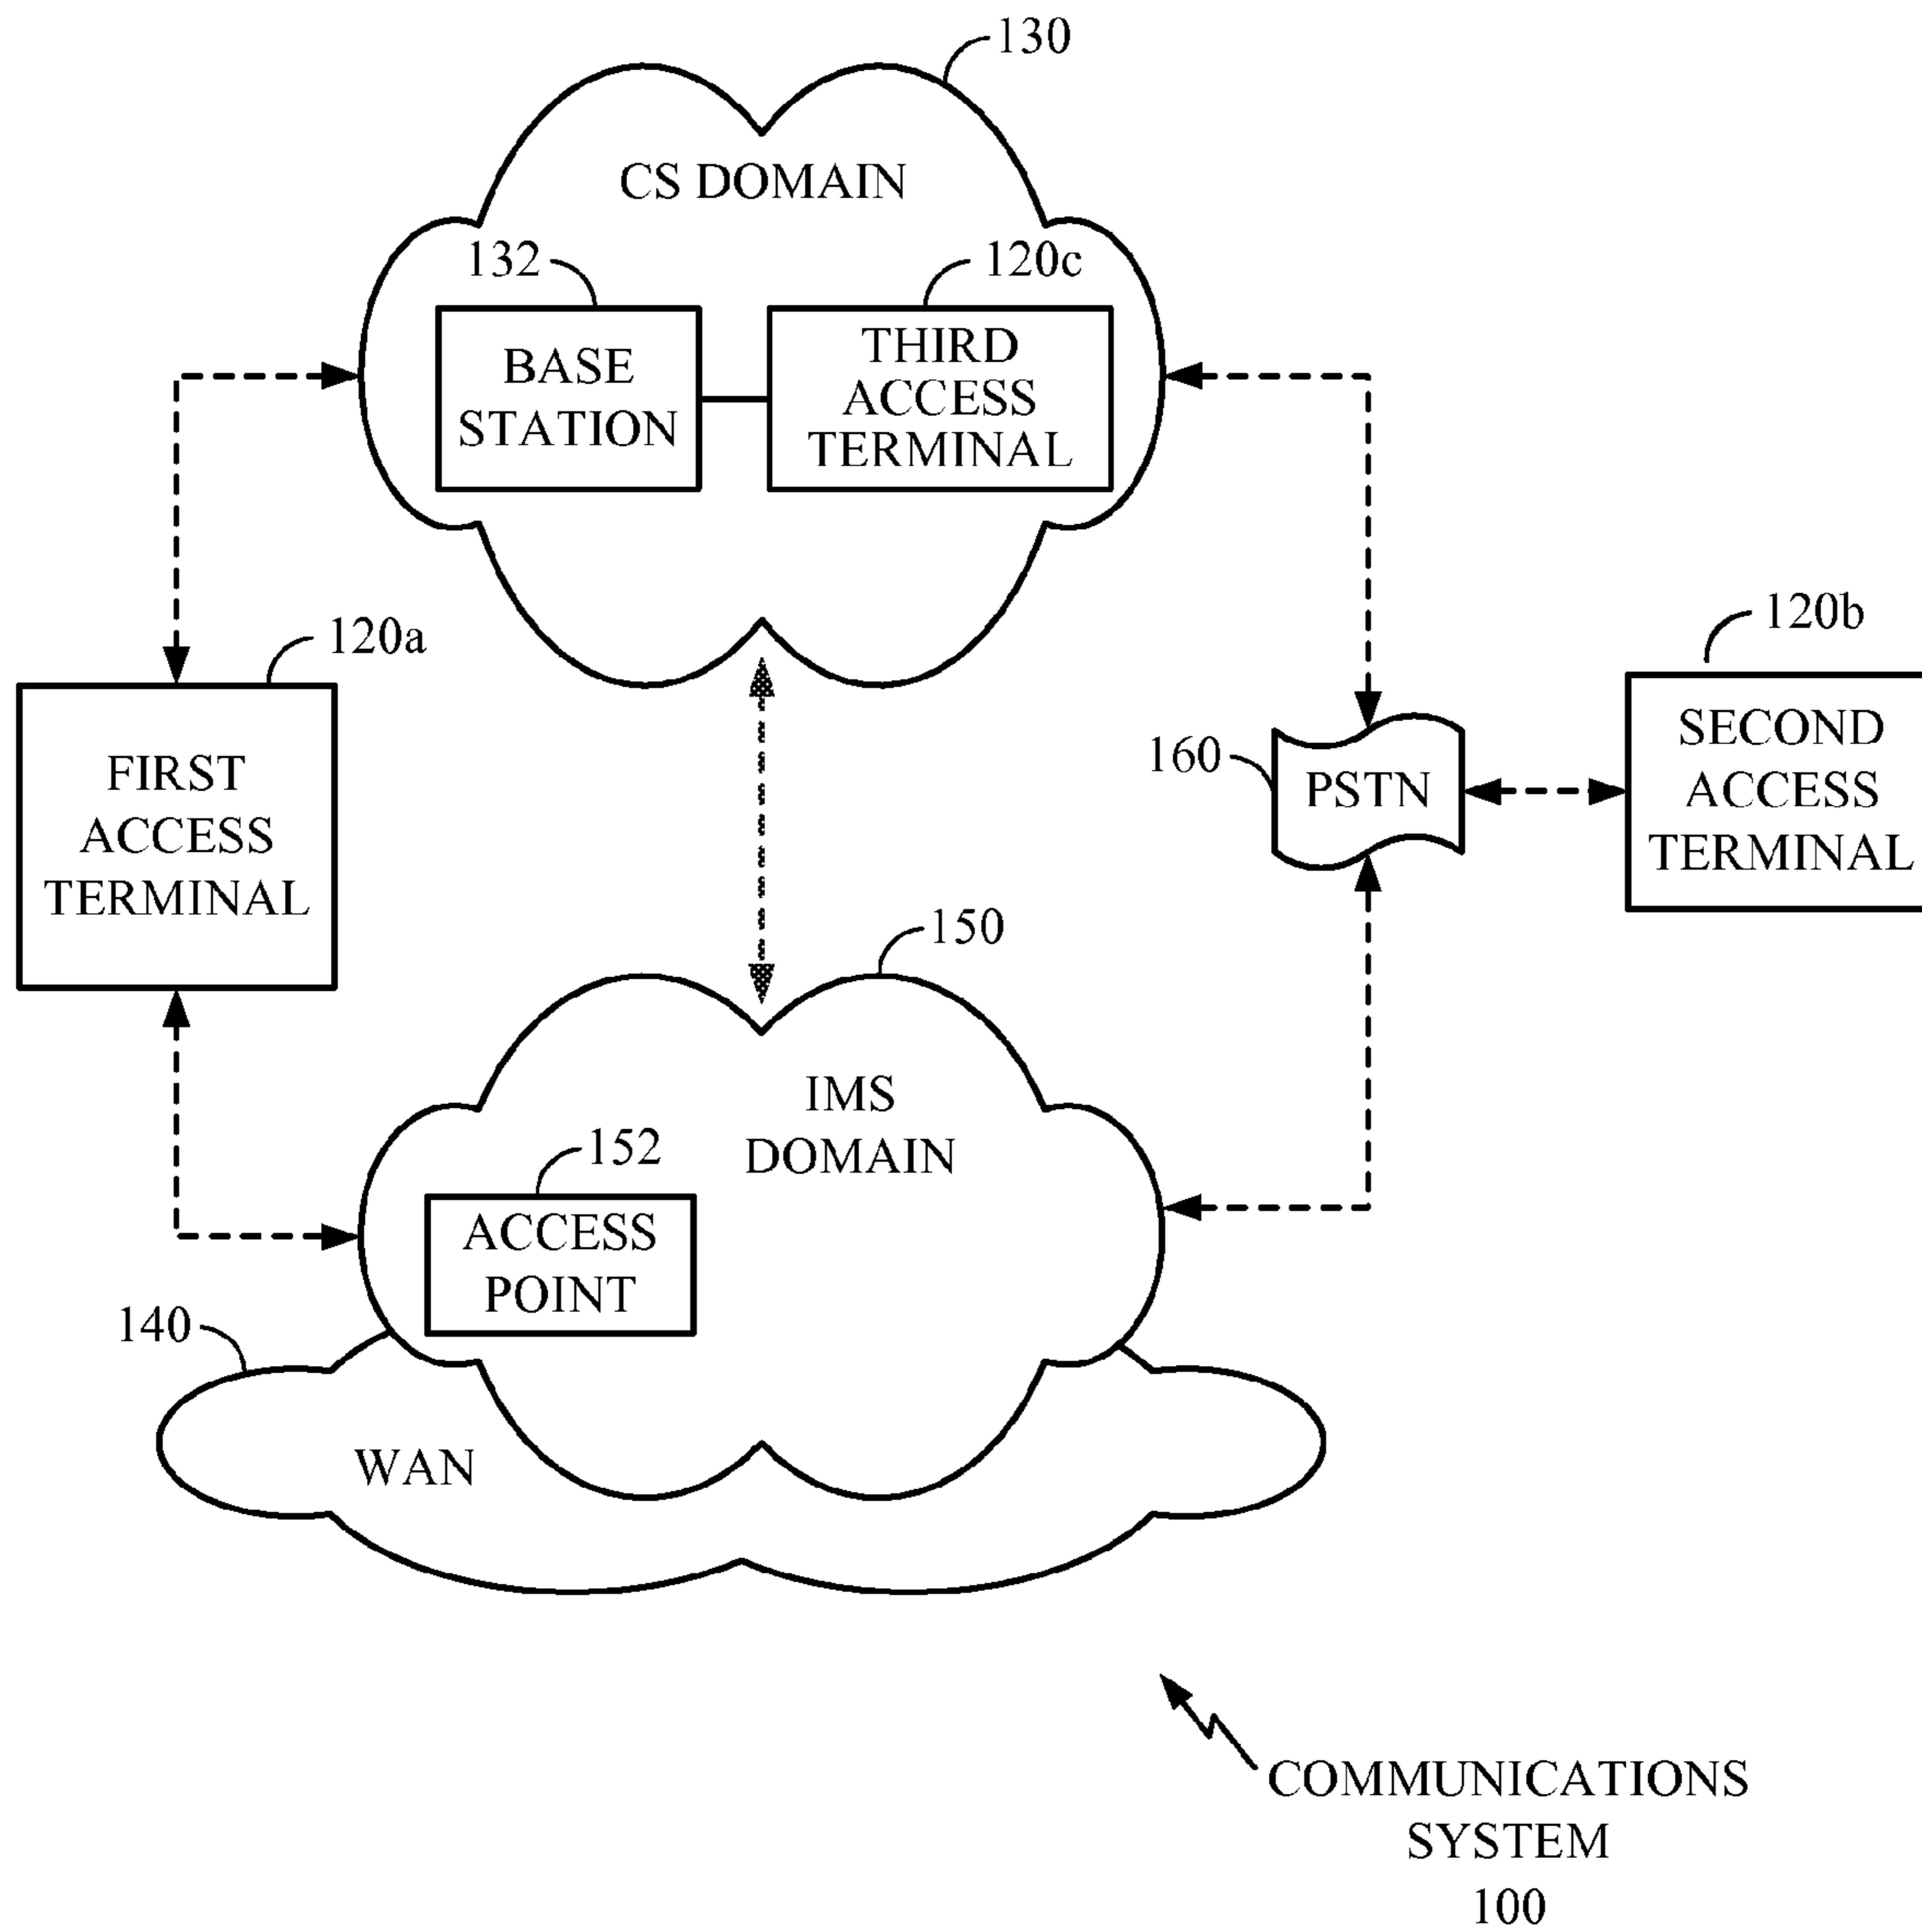 130
CS DOMAIN
132
120c
BASE
STATION
THIRD
ACCESS
TERMINAL
120a
FIRST
ACCESS
TERMINAL
160
PSTN
120b
SECOND
ACCESS
TERMINAL
150
IMS
DOMAIN
152
ACCESS
POINT
140
WAN
COMMUNICATIONS
SYSTEM
100